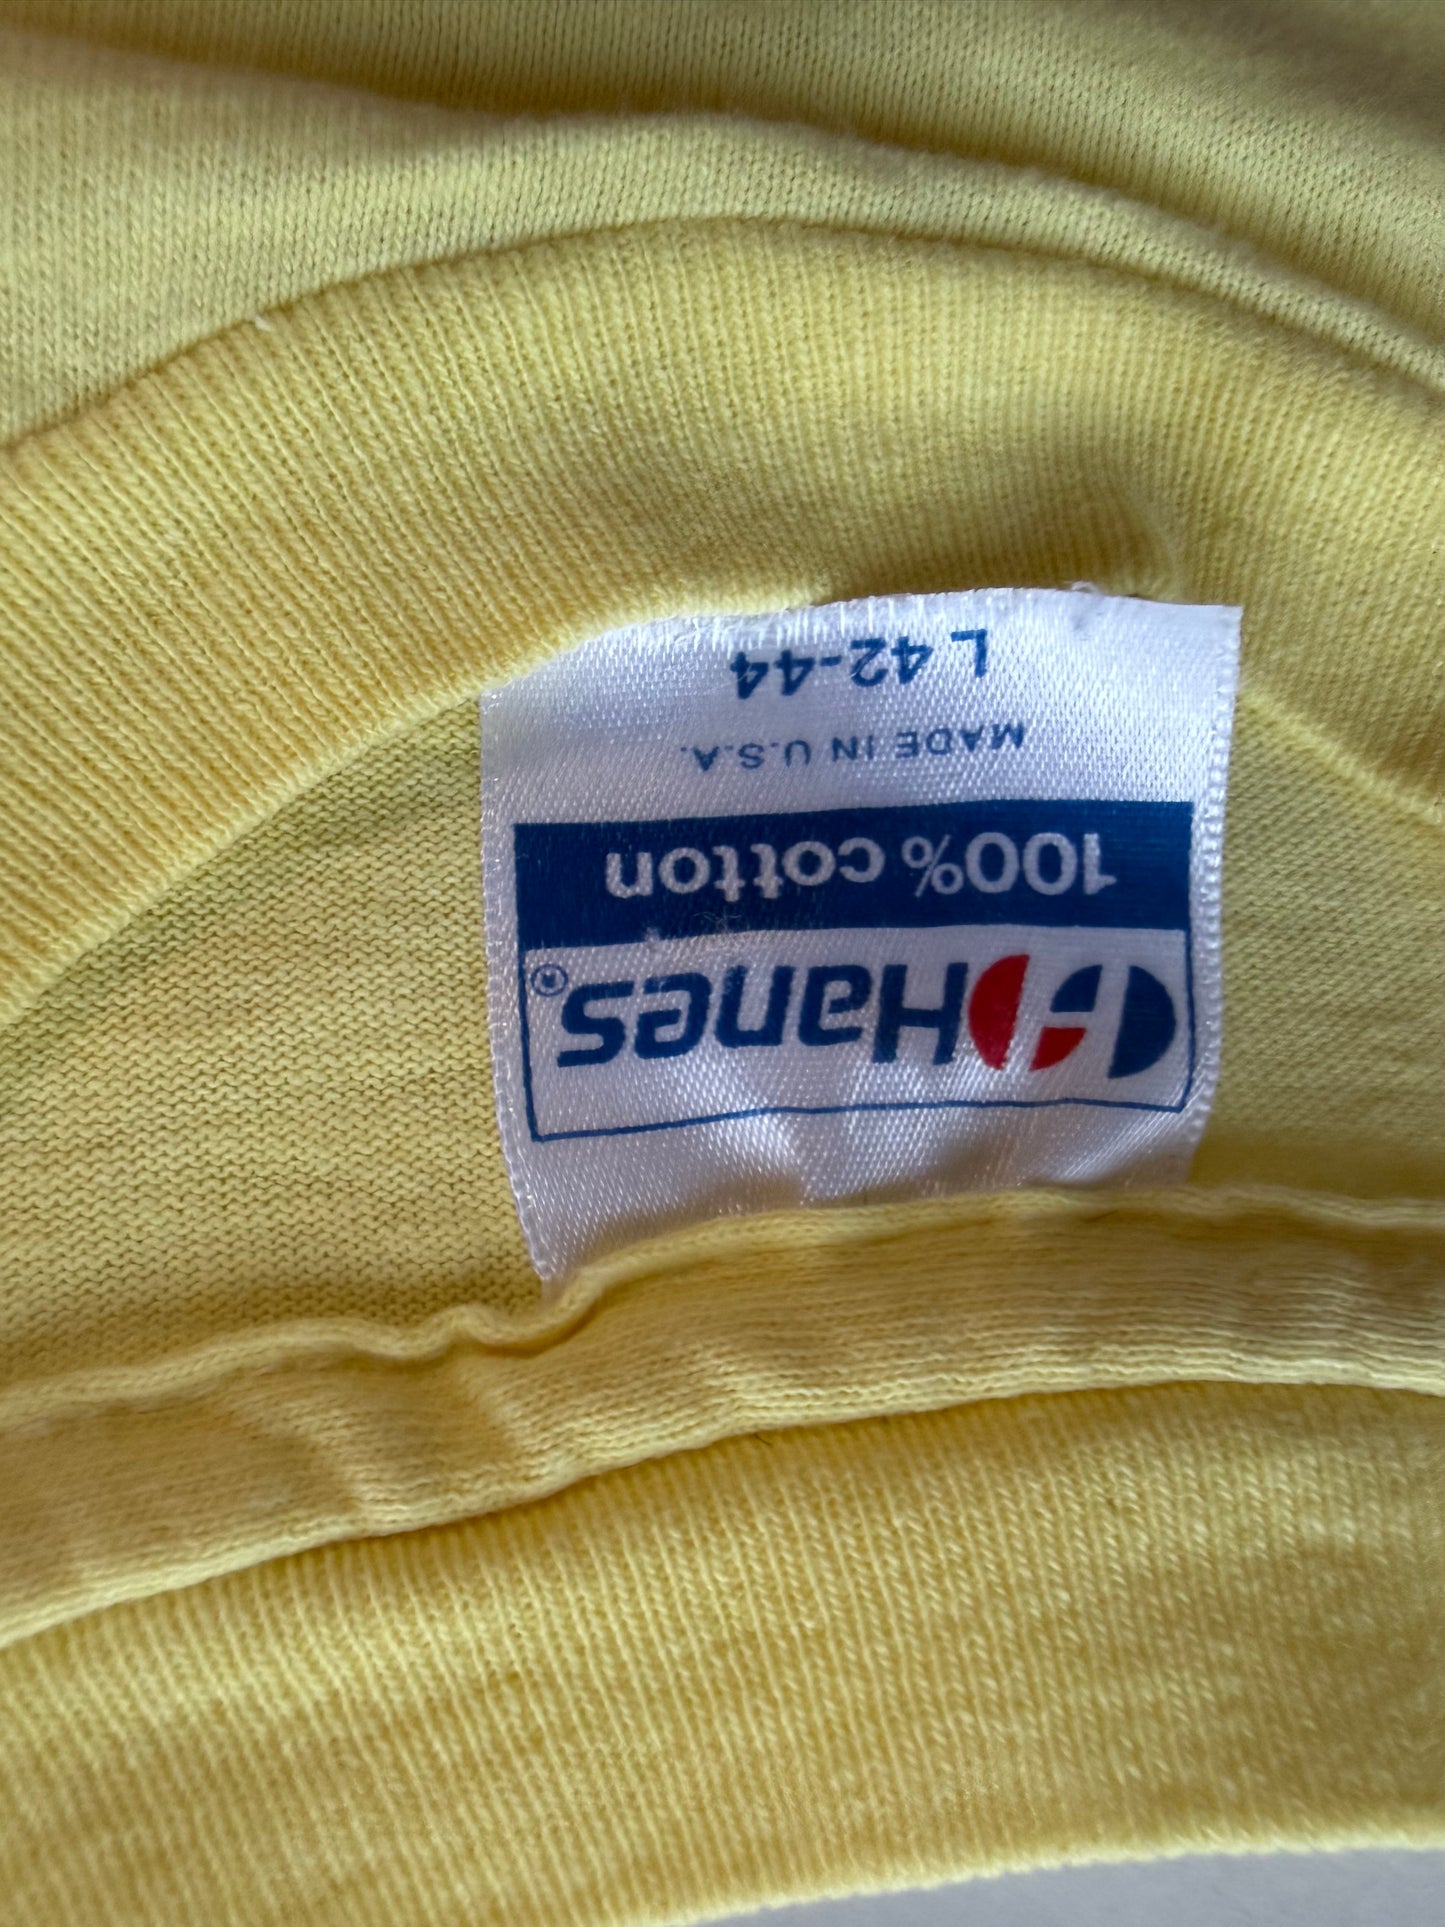 Hanes®
100% cotton
MADE IN U.S.A.
L 42-44